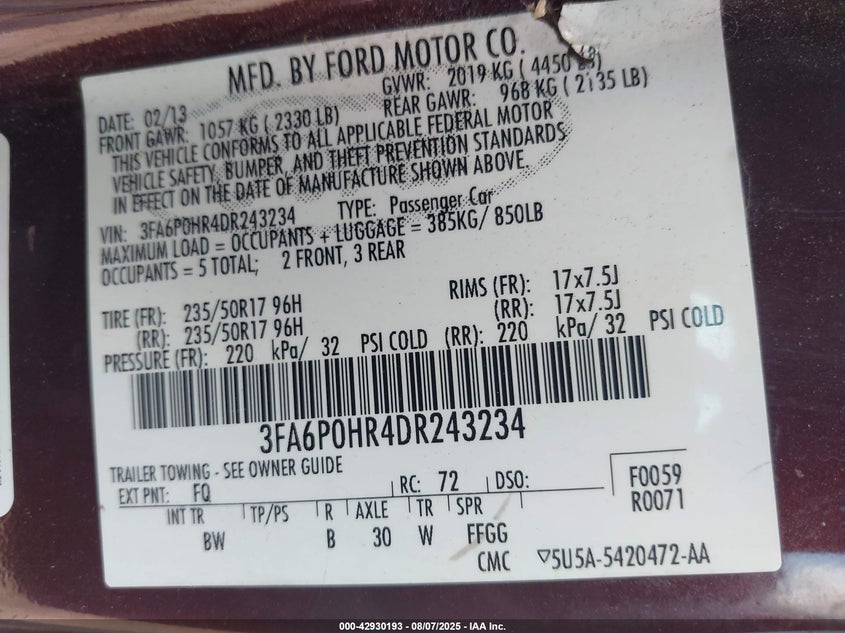 MFD. BY FORD MOTOR CO.
DATE: 02/13 GVWR: 2019 KG ( 4450 LB)
FRONT GAWR: 1057 KG ( 2330 LB) REAR GAWR: 968 KG ( 2135 LB)
THIS VEHICLE CONFORMS TO ALL APPLICABLE FEDERAL MOTOR
VEHICLE SAFETY, BUMPER, AND THEFT PREVENTION STANDARDS
IN EFFECT ON THE DATE OF MANUFACTURE SHOWN ABOVE.
VIN: 3FA6P0HR4DR243234 TYPE: Passenger Car
MAXIMUM LOAD = OCCUPANTS + LUGGAGE = 385KG/ 850LB
OCCUPANTS = 5 TOTAL; 2 FRONT, 3 REAR
TIRE (FR): 235/50R17 96H RIMS (FR): 17x7.5J
(RR): 235/50R17 96H (RR): 17x7.5J
PRESSURE (FR): 220 kPa/ 32 PSI COLD (RR): 220 kPa/ 32 PSI COLD
3FA6P0HR4DR243234
TRAILER TOWING - SEE OWNER GUIDE
EXT PNT: FQ RC: 72 DSO: F0059
R0071
INT TR TP/PS R AXLE TR SPR
BW B 30 W FFGG
CMC ▽5U5A-5420472-AA
000-42930193 - 08/07/2025 - IAA Inc.